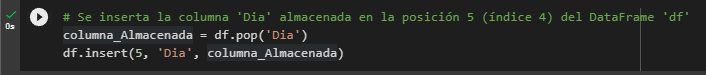 # Se inserta la columna 'Dia' almacenada en la posición 5 (índice 4) del DataFrame 'df'
columna_Almacenada = df.pop('Dia')
0s
df.insert(5, 'Dia', columna_Almacenada)